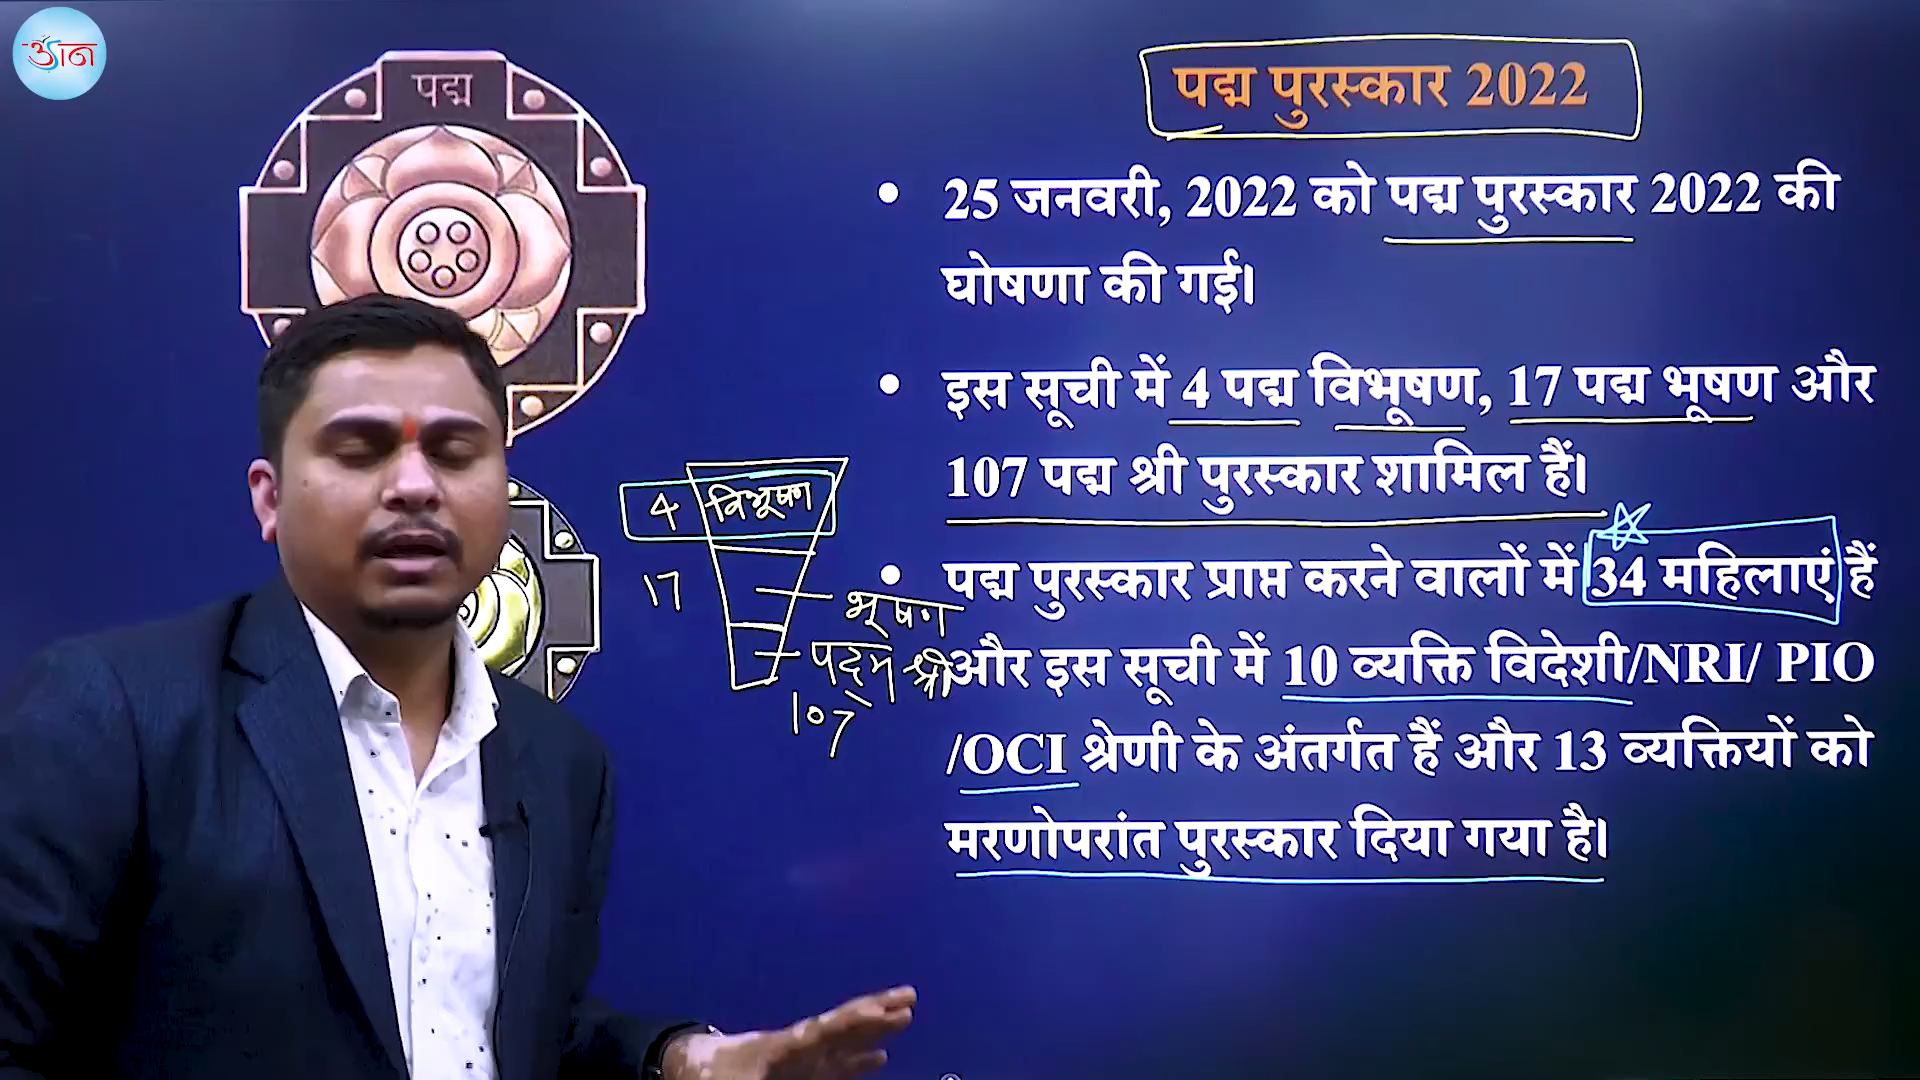 उड़ान
पद्म
पद्म पुरस्कार 2022
• 25 जनवरी, 2022 को पद्म पुरस्कार 2022 की
घोषणा की गई।
• इस सूची में 4 पद्म विभूषण, 17 पद्म भूषण और
107 पद्म श्री पुरस्कार शामिल हैं।
• पद्म पुरस्कार प्राप्त करने वालों में 34 महिलाएं हैं
और इस सूची में 10 व्यक्ति विदेशी/NRI/ PIO
/OCI श्रेणी के अंतर्गत हैं और 13 व्यक्तियों को
मरणोपरांत पुरस्कार दिया गया है।
4 विभूषण
17
भूषण
पद्म श्री
107